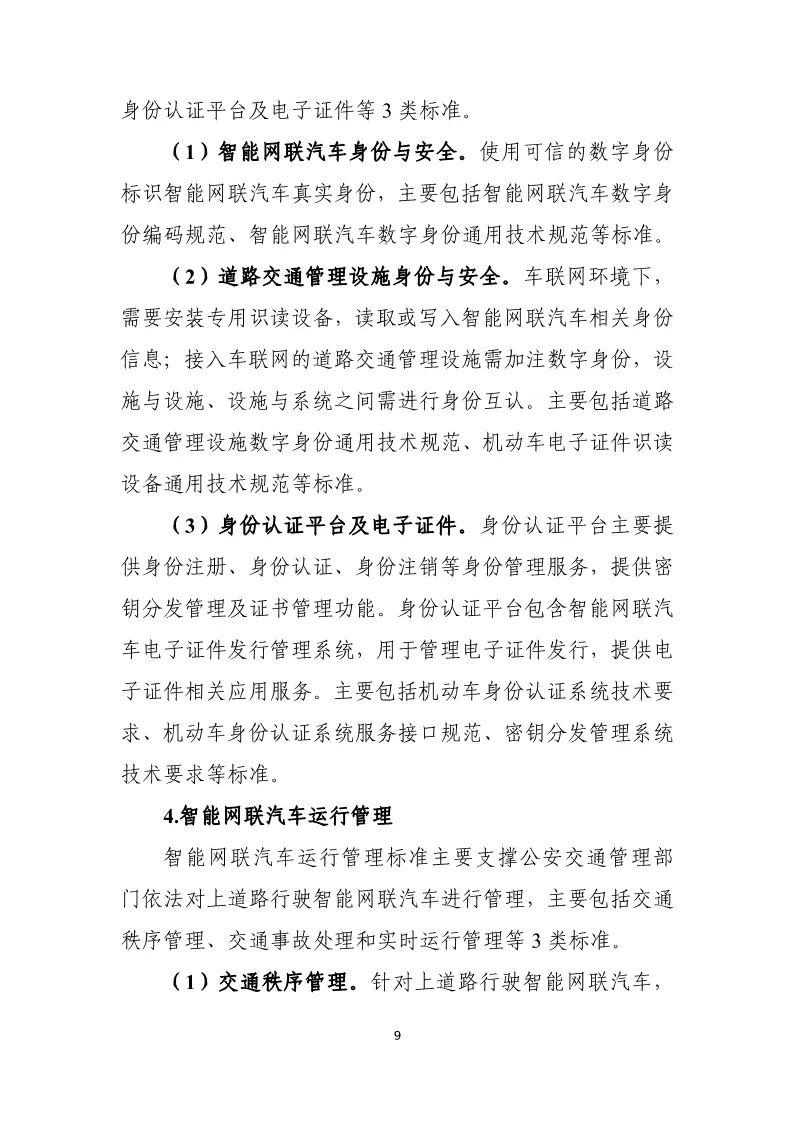 身份认证平台及电子证件等 3 类标准。
（1）智能网联汽车身份与安全。使用可信的数字身份
标识智能网联汽车真实身份，主要包括智能网联汽车数字身
份编码规范、智能网联汽车数字身份通用技术规范等标准。
（2）道路交通管理设施身份与安全。车联网环境下，
需要安装专用识读设备，读取或写入智能网联汽车相关身份
信息；接入车联网的道路交通管理设施需加注数字身份，设
施与设施、设施与系统之间需进行身份互认。主要包括道路
交通管理设施数字身份通用技术规范、机动车电子证件识读
设备通用技术规范等标准。
（3）身份认证平台及电子证件。身份认证平台主要提
供身份注册、身份认证、身份注销等身份管理服务，提供密
钥分发管理及证书管理功能。身份认证平台包含智能网联汽
车电子证件发行管理系统，用于管理电子证件发行，提供电
子证件相关应用服务。主要包括机动车身份认证系统技术要
求、机动车身份认证系统服务接口规范、密钥分发管理系统
技术要求等标准。
4.智能网联汽车运行管理
智能网联汽车运行管理标准主要支撑公安交通管理部
门依法对上道路行驶智能网联汽车进行管理，主要包括交通
秩序管理、交通事故处理和实时运行管理等 3 类标准。
（1）交通秩序管理。针对上道路行驶智能网联汽车，
9